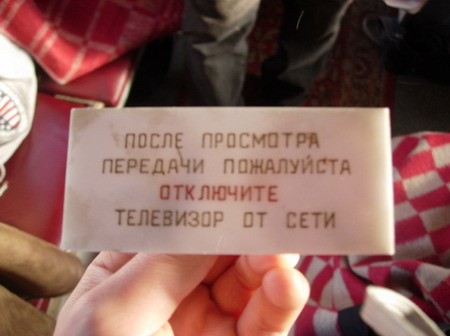 ПОСЛЕ ПРОСМОТРА
ПЕРЕДАЧИ ПОЖАЛУЙСТА
ОТКЛЮЧИТЕ
ТЕЛЕВИЗОР ОТ СЕТИ